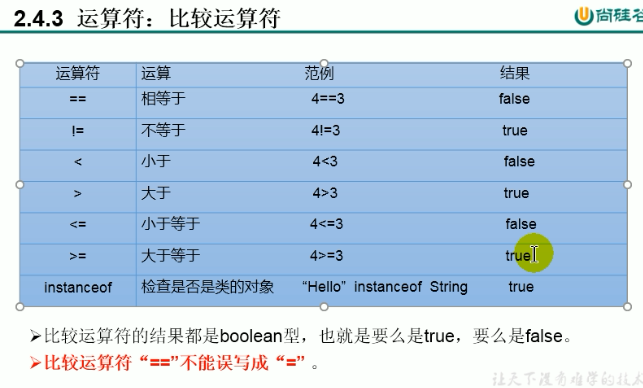 2.4.3 运算符：比较运算符
尚硅谷
运算符 运算 范例 结果
== 相等于 4==3 false
!= 不等于 4!=3 true
< 小于 4<3 false
> 大于 4>3 true
<= 小于等于 4<=3 false
>= 大于等于 4>=3 true
instanceof 检查是否是类的对象 “Hello” instanceof String true
➢比较运算符的结果都是boolean型，也就是要么是true，要么是false。
➢比较运算符“==”不能误写成“=” 。
让天下没有难学的技术